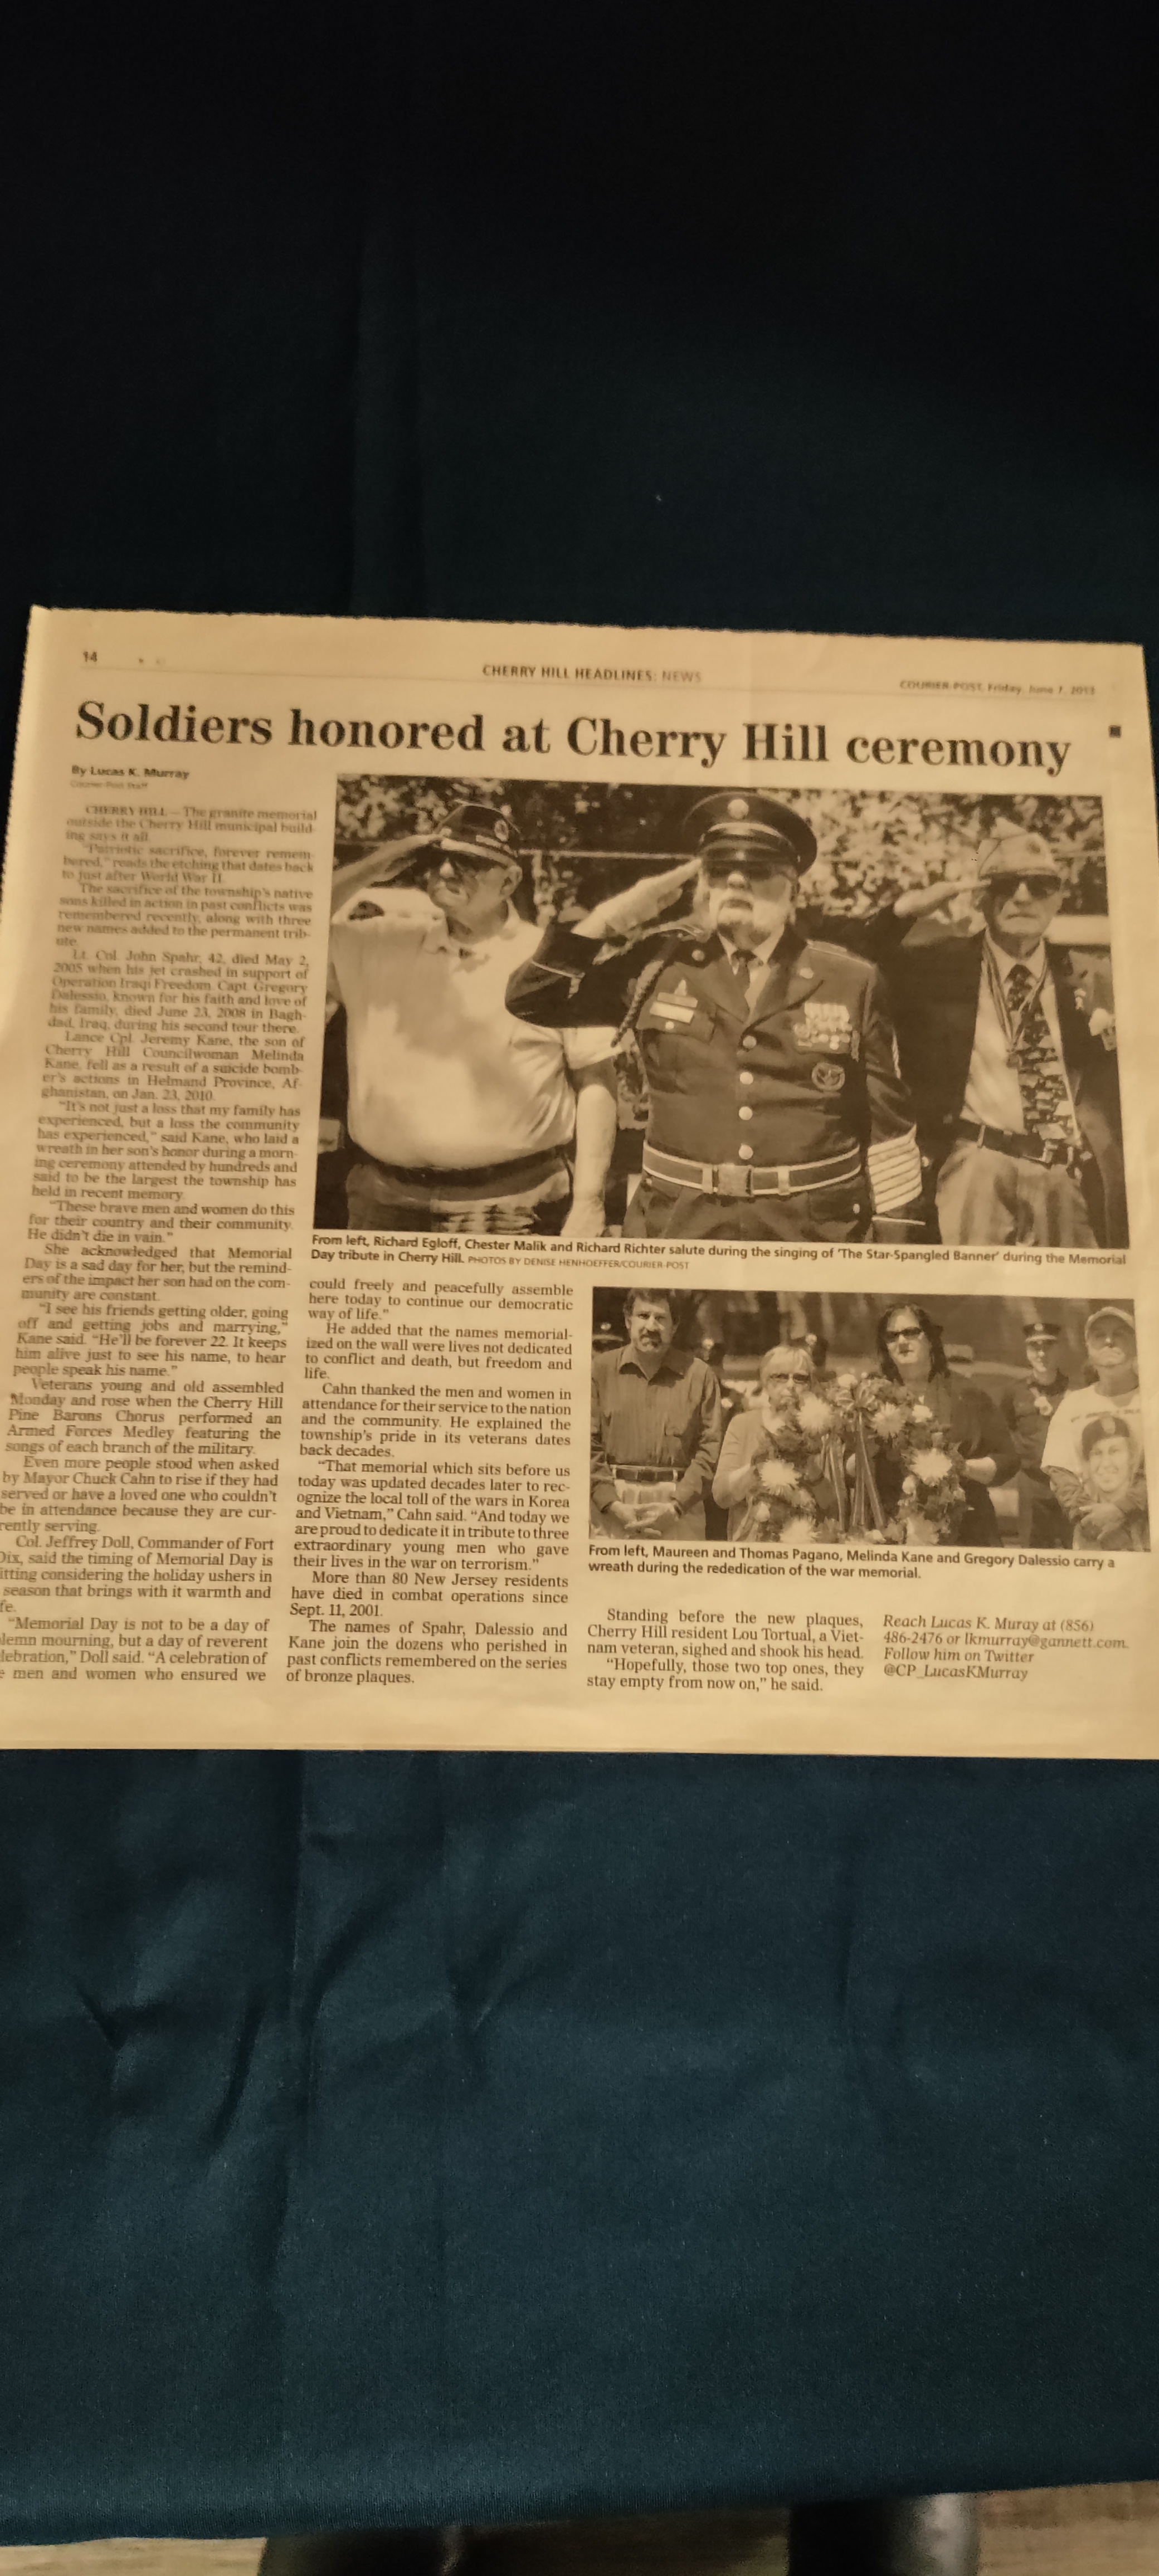 14
CHERRY HILL HEADLINES: NEWS
COURIER-POST, Friday, June 7, 2013
Soldiers honored at Cherry Hill ceremony
By Lucas K. Murray
Courier-Post Staff
CHERRY HILL — The granite memorial
outside the Cherry Hill municipal build-
ing says it all.
"Patriotic sacrifice, forever remem-
bered," reads the etching that dates back
to just after World War II.
The sacrifice of the township's native
sons killed in action in past conflicts was
remembered recently, along with three
new names added to the permanent trib-
ute.
Lt. Col. John Spahr, 42, died May 2,
2005 when his jet crashed in support of
Operation Iraqi Freedom. Capt. Gregory
Dalessio, known for his faith and love of
his family, died June 23, 2008 in Bagh-
dad, Iraq, during his second tour there.
Lance Cpl. Jeremy Kane, the son of
Cherry Hill Councilwoman Melinda
Kane, fell as a result of a suicide bomb-
er's actions in Helmand Province, Af-
ghanistan, on Jan. 23, 2010.
"It's not just a loss that my family has
experienced, but a loss the community
has experienced," said Kane, who laid a
wreath in her son's honor during a morn-
ing ceremony attended by hundreds and
said to be the largest the township has
held in recent memory.
"These brave men and women do this
for their country and their community.
He didn't die in vain."
She acknowledged that Memorial
Day is a sad day for her, but the remind-
ers of the impact her son had on the com-
munity are constant.
"I see his friends getting older, going
off and getting jobs and marrying,"
Kane said. "He'll be forever 22. It keeps
him alive just to see his name, to hear
people speak his name."
Veterans young and old assembled
Monday and rose when the Cherry Hill
Pine Barons Chorus performed an
Armed Forces Medley featuring the
songs of each branch of the military.
Even more people stood when asked
by Mayor Chuck Cahn to rise if they had
served or have a loved one who couldn't
be in attendance because they are cur-
rently serving.
Col. Jeffrey Doll, Commander of Fort
Dix, said the timing of Memorial Day is
itting considering the holiday ushers in
season that brings with it warmth and
fe.
"Memorial Day is not to be a day of
lemn mourning, but a day of reverent
lebration," Doll said. "A celebration of
e men and women who ensured we
From left, Richard Egloff, Chester Malik and Richard Richter salute during the singing of 'The Star-Spangled Banner' during the Memorial
Day tribute in Cherry Hill. PHOTOS BY DENISE HENHOEFFER/COURIER-POST
could freely and peacefully assemble
here today to continue our democratic
way of life."
He added that the names memorial-
ized on the wall were lives not dedicated
to conflict and death, but freedom and
life.
Cahn thanked the men and women in
attendance for their service to the nation
and the community. He explained the
township's pride in its veterans dates
back decades.
"That memorial which sits before us
today was updated decades later to rec-
ognize the local toll of the wars in Korea
and Vietnam," Cahn said. "And today we
are proud to dedicate it in tribute to three
extraordinary young men who gave
their lives in the war on terrorism."
More than 80 New Jersey residents
have died in combat operations since
Sept. 11, 2001.
The names of Spahr, Dalessio and
Kane join the dozens who perished in
past conflicts remembered on the series
of bronze plaques.
From left, Maureen and Thomas Pagano, Melinda Kane and Gregory Dalessio carry a
wreath during the rededication of the war memorial.
Standing before the new plaques,
Cherry Hill resident Lou Tortual, a Viet-
nam veteran, sighed and shook his head.
"Hopefully, those two top ones, they
stay empty from now on," he said.
Reach Lucas K. Muray at (856)
486-2476 or lkmurray@gannett.com.
Follow him on Twitter
@CP_LucasKMurray